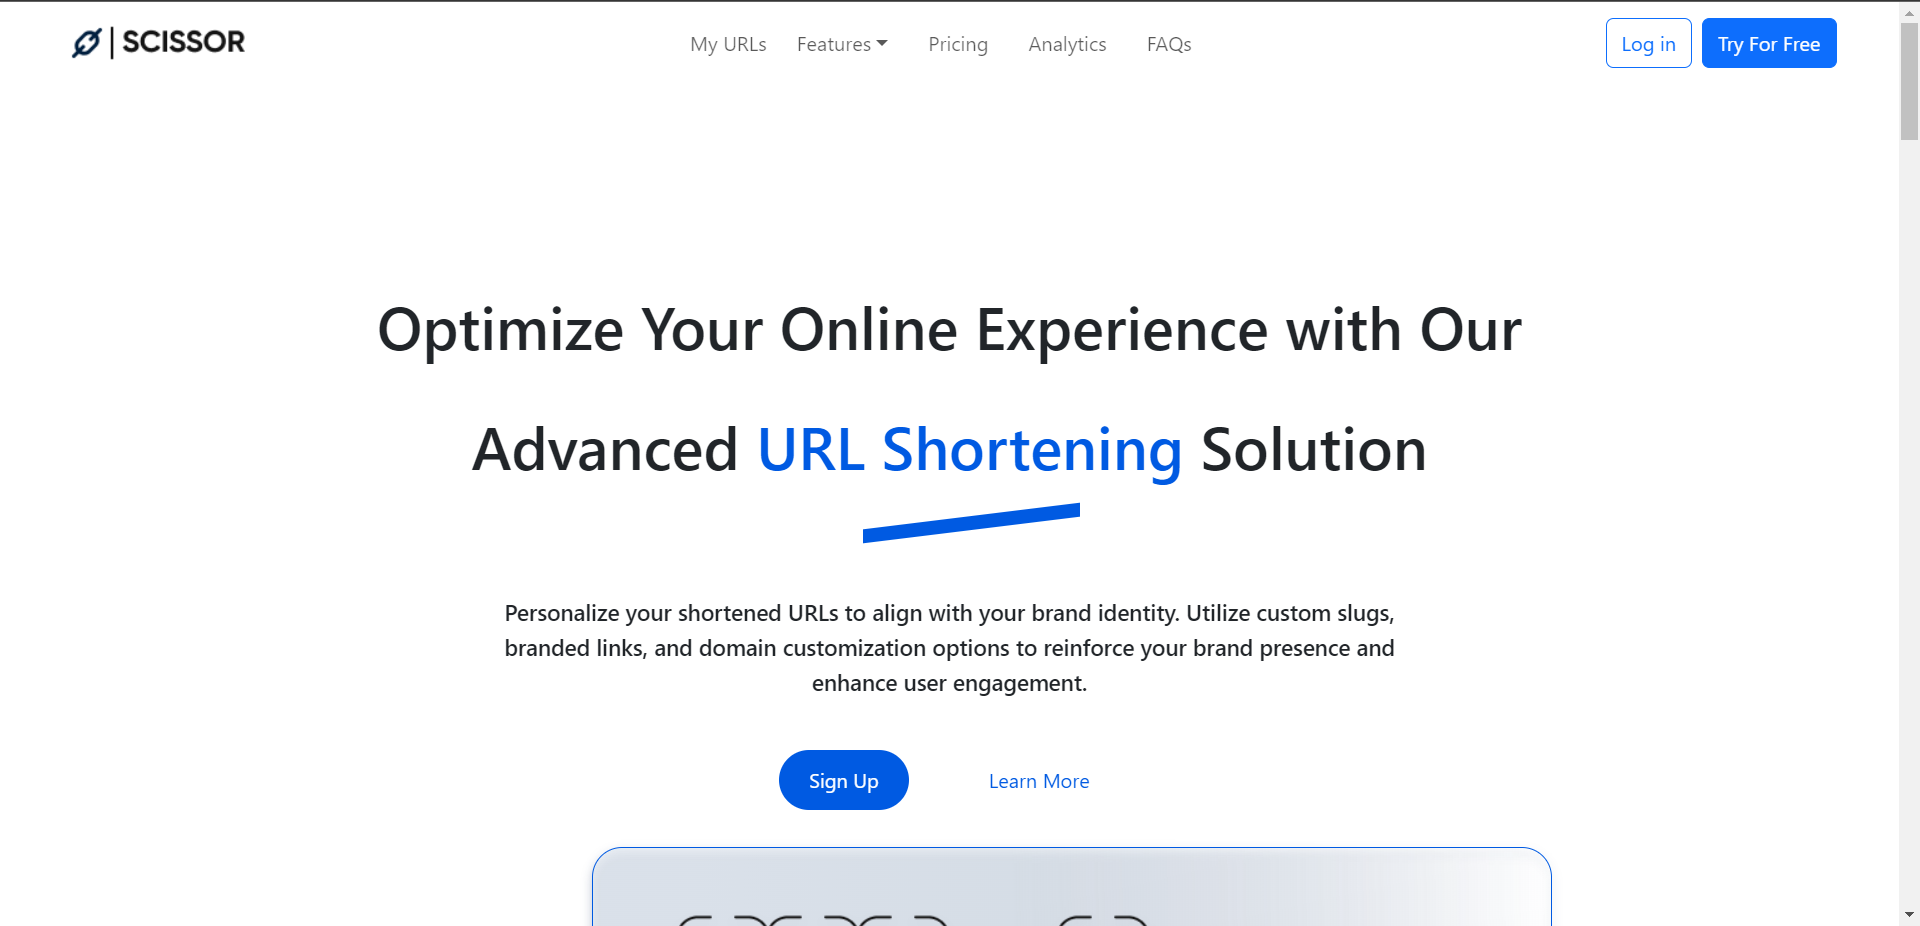 SCISSOR
My URLs
Features
Pricing
Analytics
FAQs
Log in
Try For Free
Optimize Your Online Experience with Our
Advanced URL Shortening Solution
Personalize your shortened URLs to align with your brand identity. Utilize custom slugs,
branded links, and domain customization options to reinforce your brand presence and
enhance user engagement.
Sign Up
Learn More